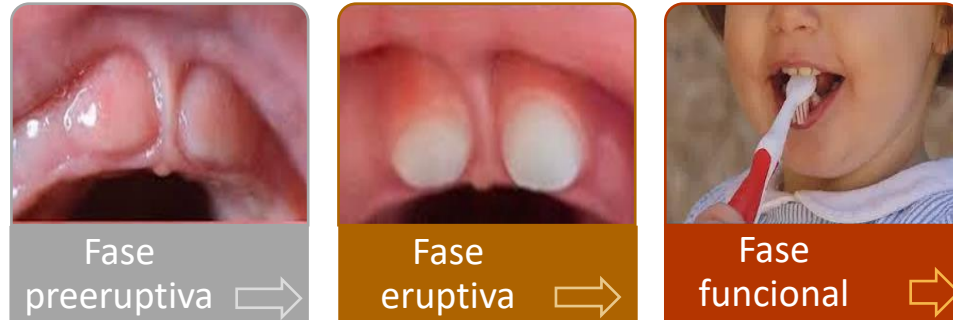 Fase
preeruptiva
Fase
eruptiva
Fase
funcional